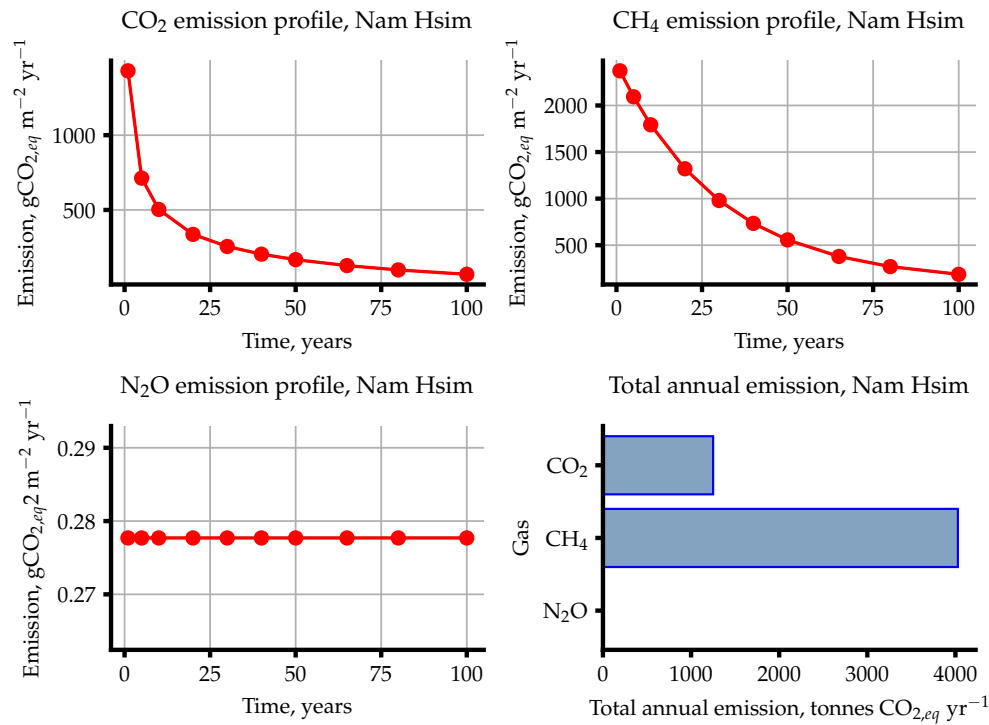 CO₂ emission profile, Nam Hsim
Emission, gCO₂,eq m⁻² yr⁻¹
1000
500
0 25 50 75 100
Time, years
CH₄ emission profile, Nam Hsim
Emission, gCO₂,eq m⁻² yr⁻¹
2000
1500
1000
500
0 25 50 75 100
Time, years
N₂O emission profile, Nam Hsim
Emission, gCO₂,eq2 m⁻² yr⁻¹
0.29
0.28
0.27
0 25 50 75 100
Time, years
Total annual emission, Nam Hsim
Gas
CO₂
CH₄
N₂O
0 1000 2000 3000 4000
Total annual emission, tonnes CO₂,eq yr⁻¹